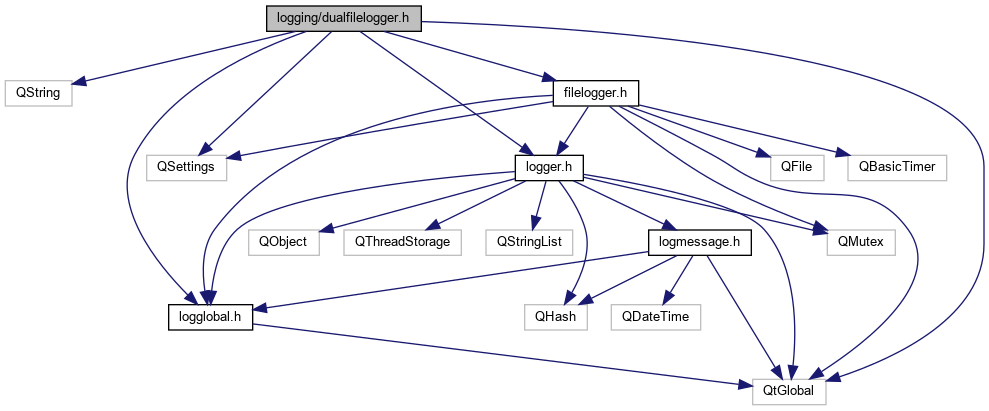 logging/dualfilelogger.h
QString
filelogger.h
QSettings
logger.h
QFile
QBasicTimer
QObject
QThreadStorage
QStringList
logmessage.h
QMutex
logglobal.h
QHash
QDateTime
QtGlobal